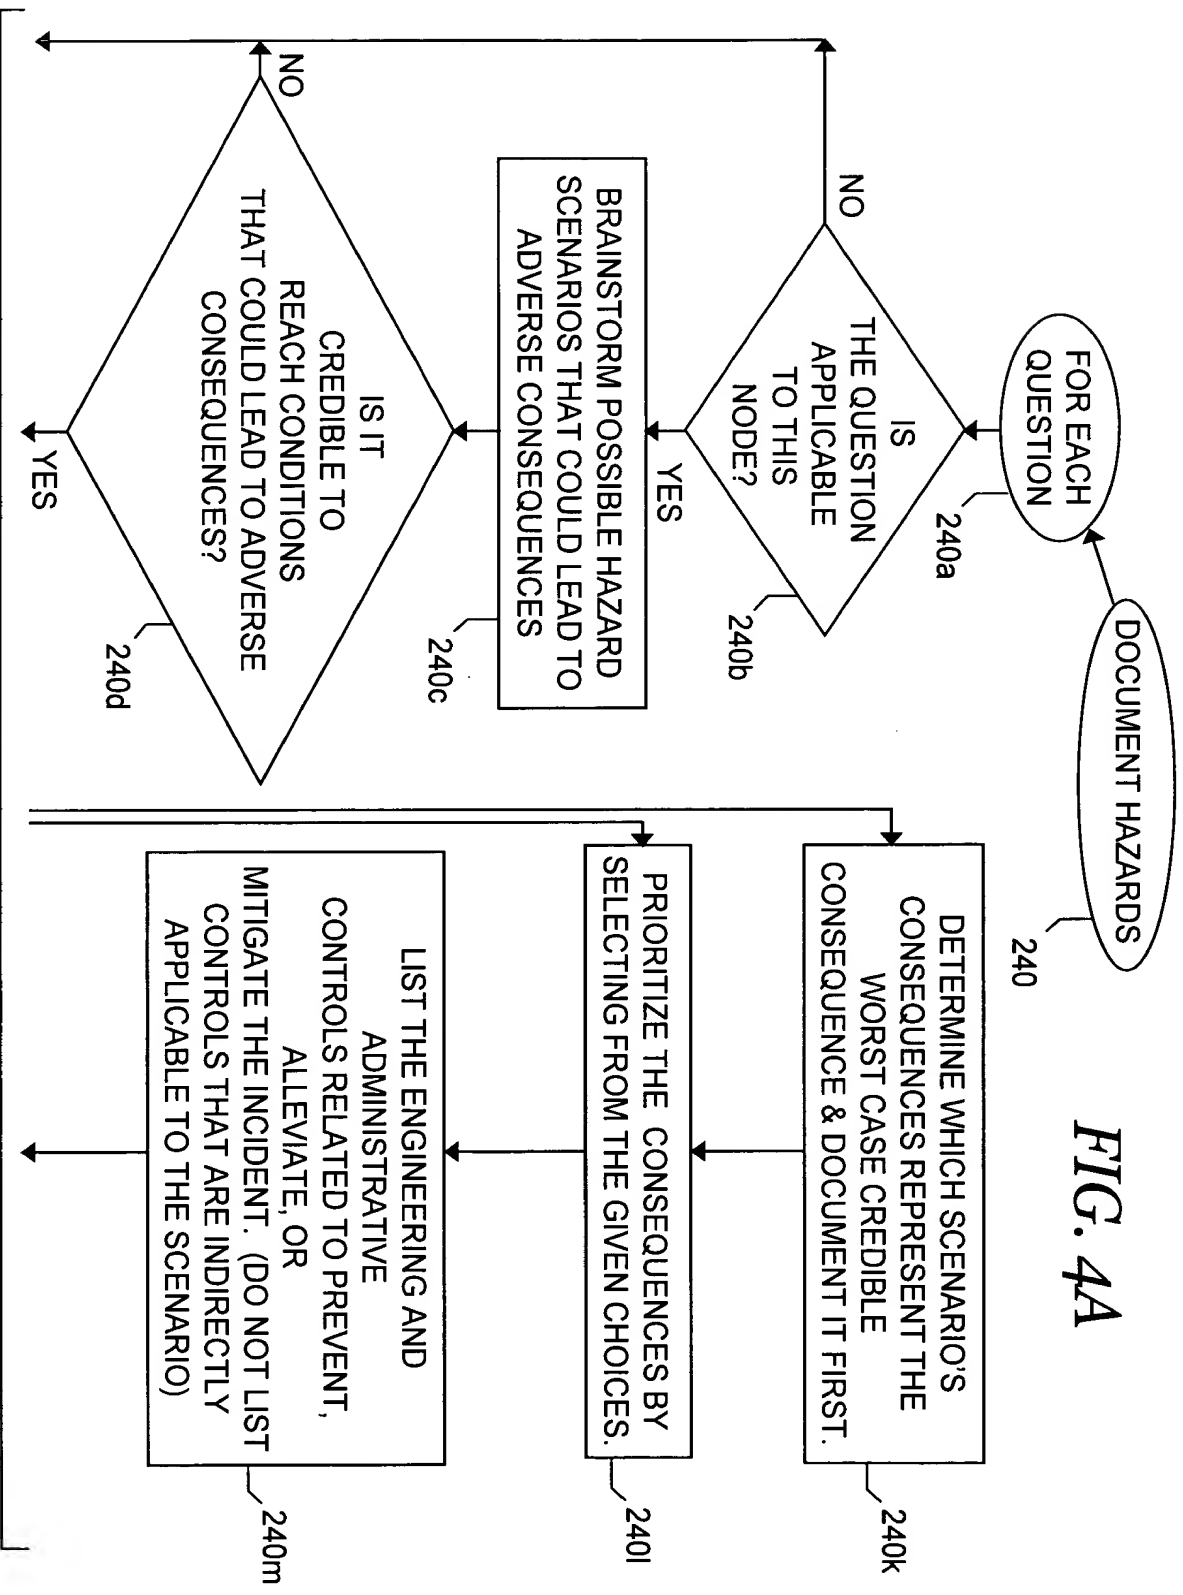 FIG. 4A
DOCUMENT HAZARDS
240
FOR EACH
QUESTION
240a
IS
THE QUESTION
APPLICABLE
TO THIS
NODE?
240b
NO
YES
BRAINSTORM POSSIBLE HAZARD
SCENARIOS THAT COULD LEAD TO
ADVERSE CONSEQUENCES
240c
IS IT
CREDIBLE TO
REACH CONDITIONS
THAT COULD LEAD TO ADVERSE
CONSEQUENCES?
240d
NO
YES
DETERMINE WHICH SCENARIO'S
CONSEQUENCES REPRESENT THE
WORST CASE CREDIBLE
CONSEQUENCE & DOCUMENT IT FIRST.
240k
PRIORITIZE THE CONSEQUENCES BY
SELECTING FROM THE GIVEN CHOICES.
240l
LIST THE ENGINEERING AND
ADMINISTRATIVE
CONTROLS RELATED TO PREVENT,
ALLEVIATE, OR
MITIGATE THE INCIDENT. (DO NOT LIST
CONTROLS THAT ARE INDIRECTLY
APPLICABLE TO THE SCENARIO)
240m